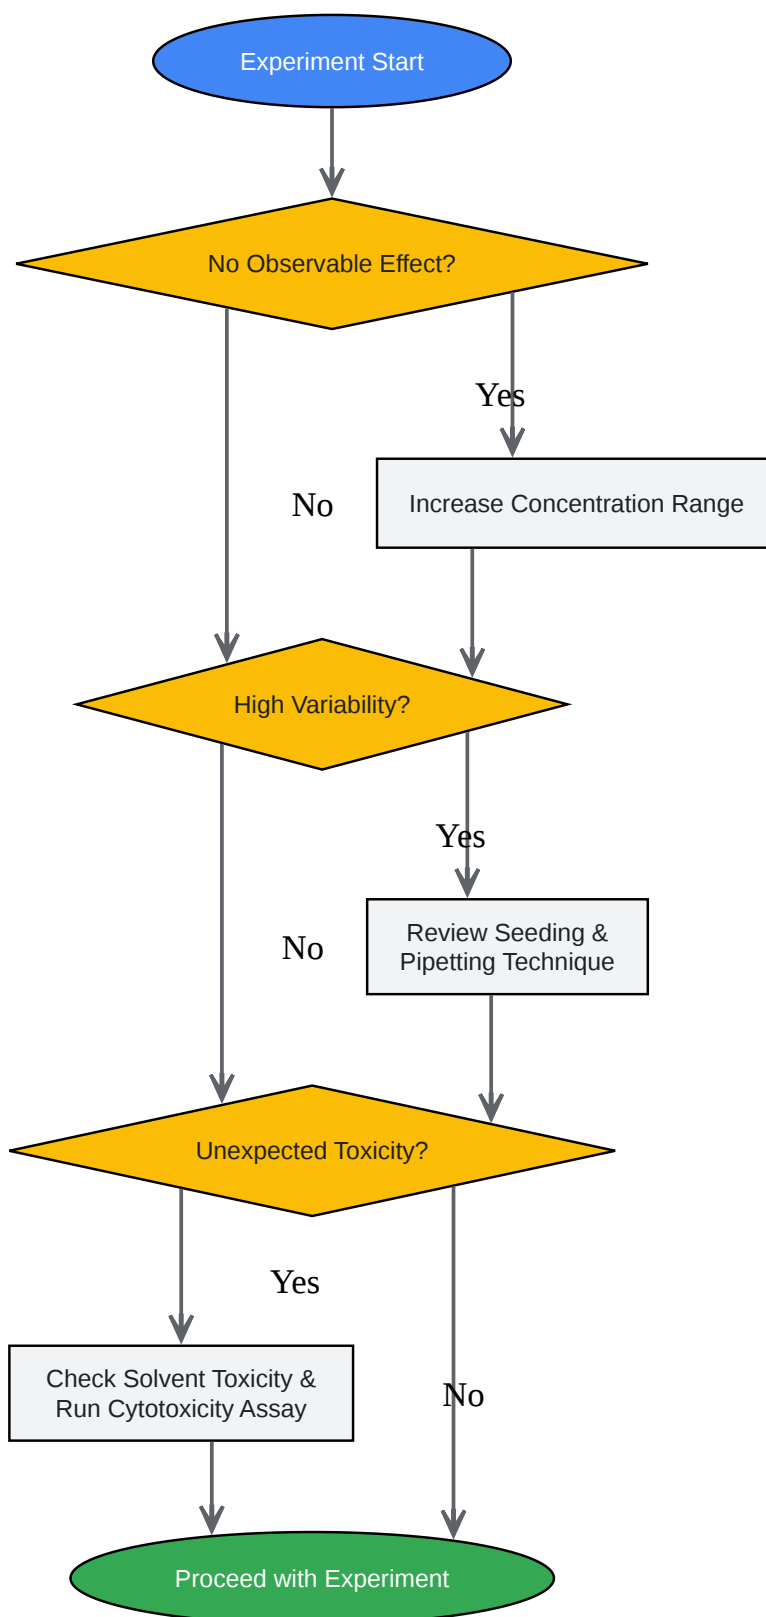 Experiment Start
No Observable Effect?
Yes
No
Increase Concentration Range
High Variability?
Yes
No
Review Seeding &
Pipetting Technique
Unexpected Toxicity?
Yes
Check Solvent Toxicity &
Run Cytotoxicity Assay
No
Proceed with Experiment